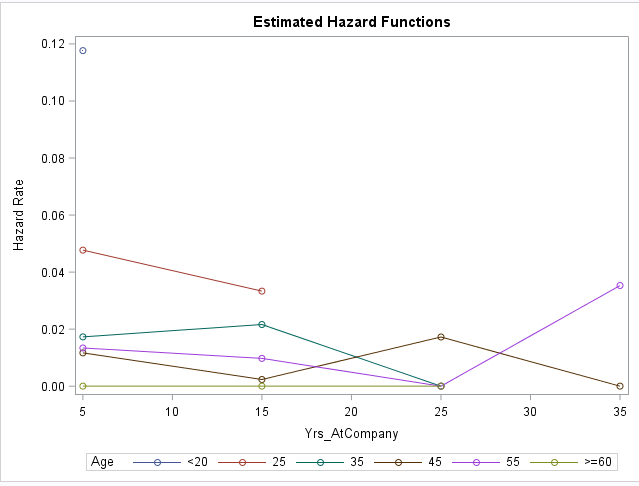 Estimated Hazard Functions
0.12
0.10
0.08
0.06
0.04
0.02
0.00
Hazard Rate
5 10 15 20 25 30 35
Yrs_AtCompany
Age <20 25 35 45 55 >=60